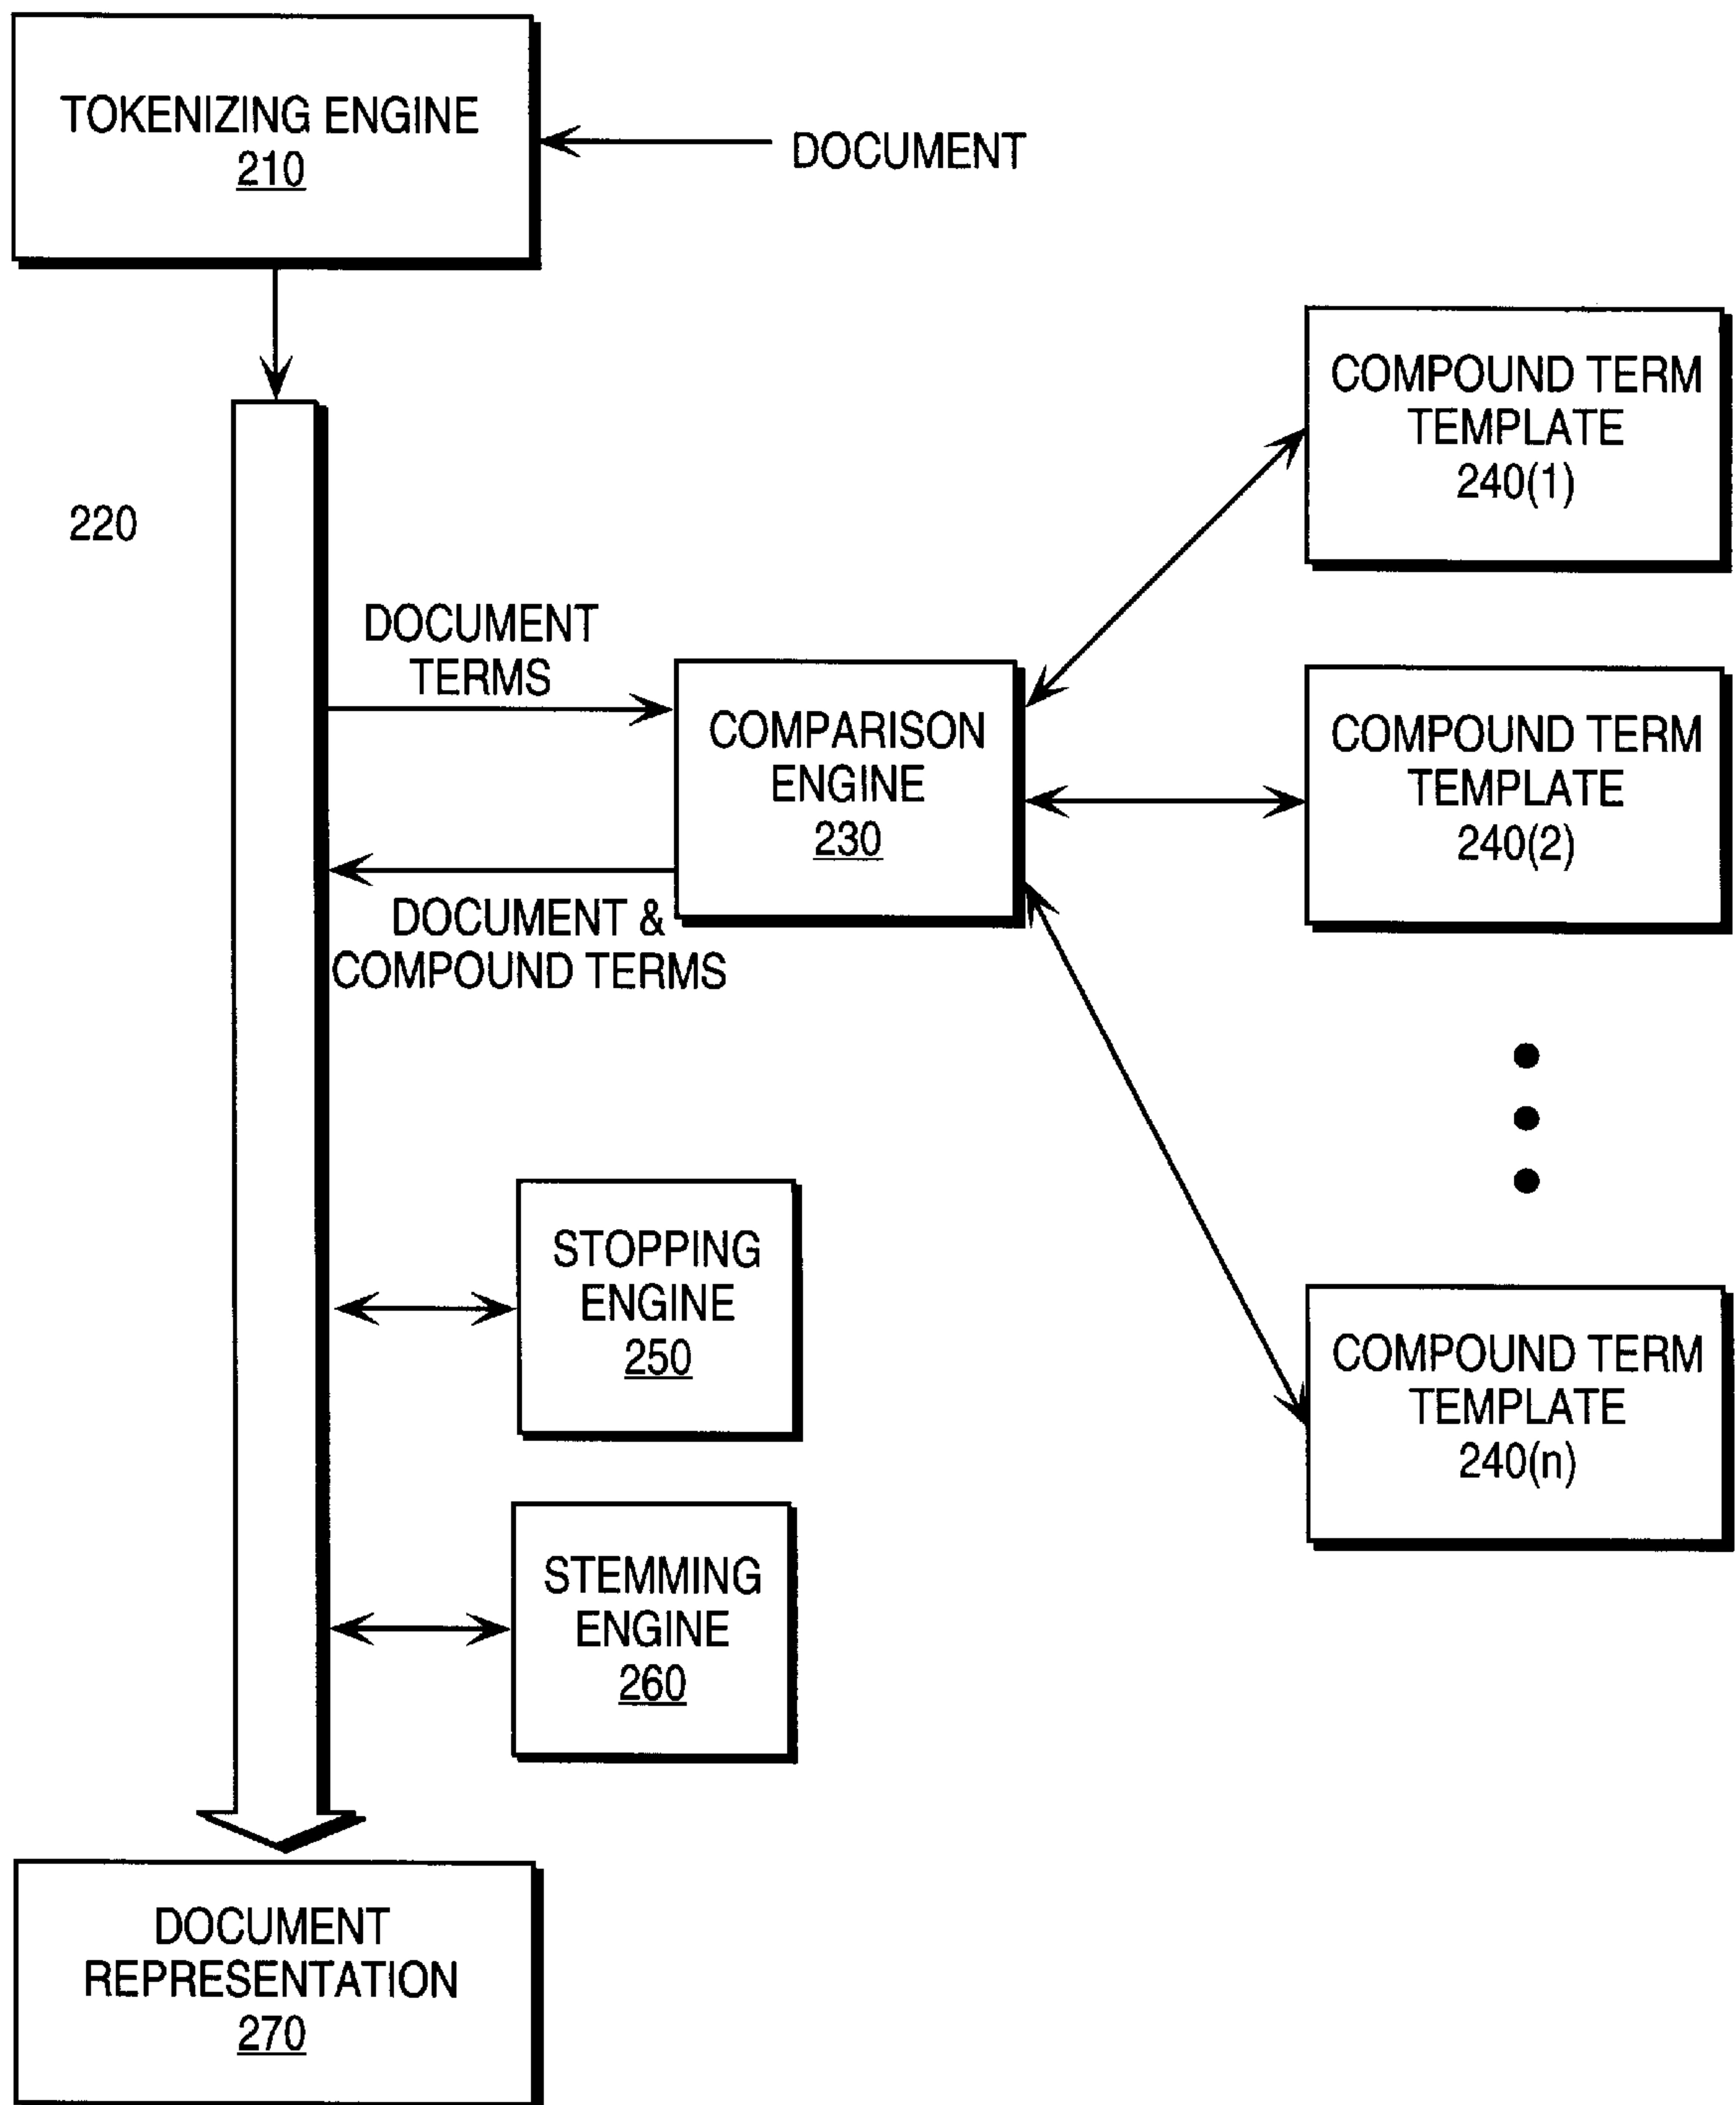 TOKENIZING ENGINE
210
DOCUMENT
220
DOCUMENT
TERMS
COMPARISON
ENGINE
230
DOCUMENT &
COMPOUND TERMS
COMPOUND TERM
TEMPLATE
240(1)
COMPOUND TERM
TEMPLATE
240(2)
COMPOUND TERM
TEMPLATE
240(n)
STOPPING
ENGINE
250
STEMMING
ENGINE
260
DOCUMENT
REPRESENTATION
270